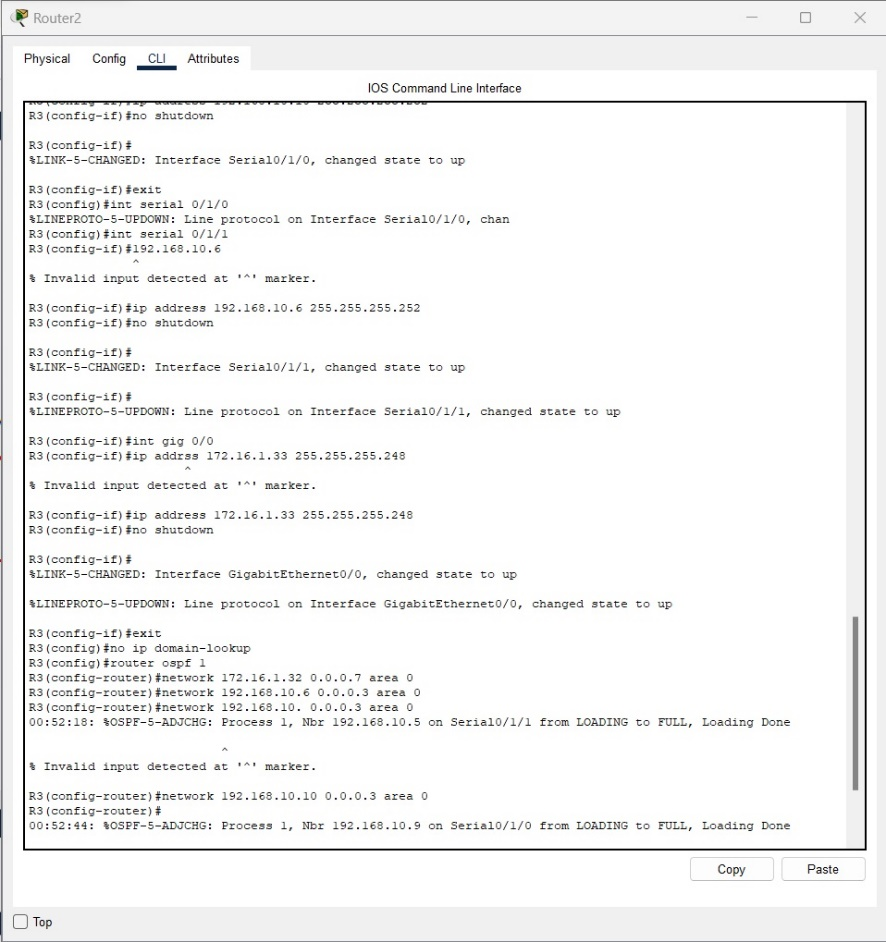 Router2
Physical Config CLI Attributes
IOS Command Line Interface
R3(config-if)#no shutdown
R3(config-if)#
%LINK-5-CHANGED: Interface Serial0/1/0, changed state to up
R3(config-if)#exit
R3(config)#int serial 0/1/0
%LINEPROTO-5-UPDOWN: Line protocol on Interface Serial0/1/0, chan
R3(config)#int serial 0/1/1
R3(config-if)#192.168.10.6
^
% Invalid input detected at '^' marker.
R3(config-if)#ip address 192.168.10.6 255.255.255.252
R3(config-if)#no shutdown
R3(config-if)#
%LINK-5-CHANGED: Interface Serial0/1/1, changed state to up
R3(config-if)#
%LINEPROTO-5-UPDOWN: Line protocol on Interface Serial0/1/1, changed state to up
R3(config-if)#int gig 0/0
R3(config-if)#ip addrss 172.16.1.33 255.255.255.248
^
% Invalid input detected at '^' marker.
R3(config-if)#ip address 172.16.1.33 255.255.255.248
R3(config-if)#no shutdown
R3(config-if)#
%LINK-5-CHANGED: Interface GigabitEthernet0/0, changed state to up
%LINEPROTO-5-UPDOWN: Line protocol on Interface GigabitEthernet0/0, changed state to up
R3(config-if)#exit
R3(config)#no ip domain-lookup
R3(config)#router ospf 1
R3(config-router)#network 172.16.1.32 0.0.0.7 area 0
R3(config-router)#network 192.168.10.6 0.0.0.3 area 0
R3(config-router)#network 192.168.10. 0.0.0.3 area 0
00:52:18: %OSPF-5-ADJCHG: Process 1, Nbr 192.168.10.5 on Serial0/1/1 from LOADING to FULL, Loading Done
^
% Invalid input detected at '^' marker.
R3(config-router)#network 192.168.10.10 0.0.0.3 area 0
R3(config-router)#
00:52:44: %OSPF-5-ADJCHG: Process 1, Nbr 192.168.10.9 on Serial0/1/0 from LOADING to FULL, Loading Done
Copy Paste
Top